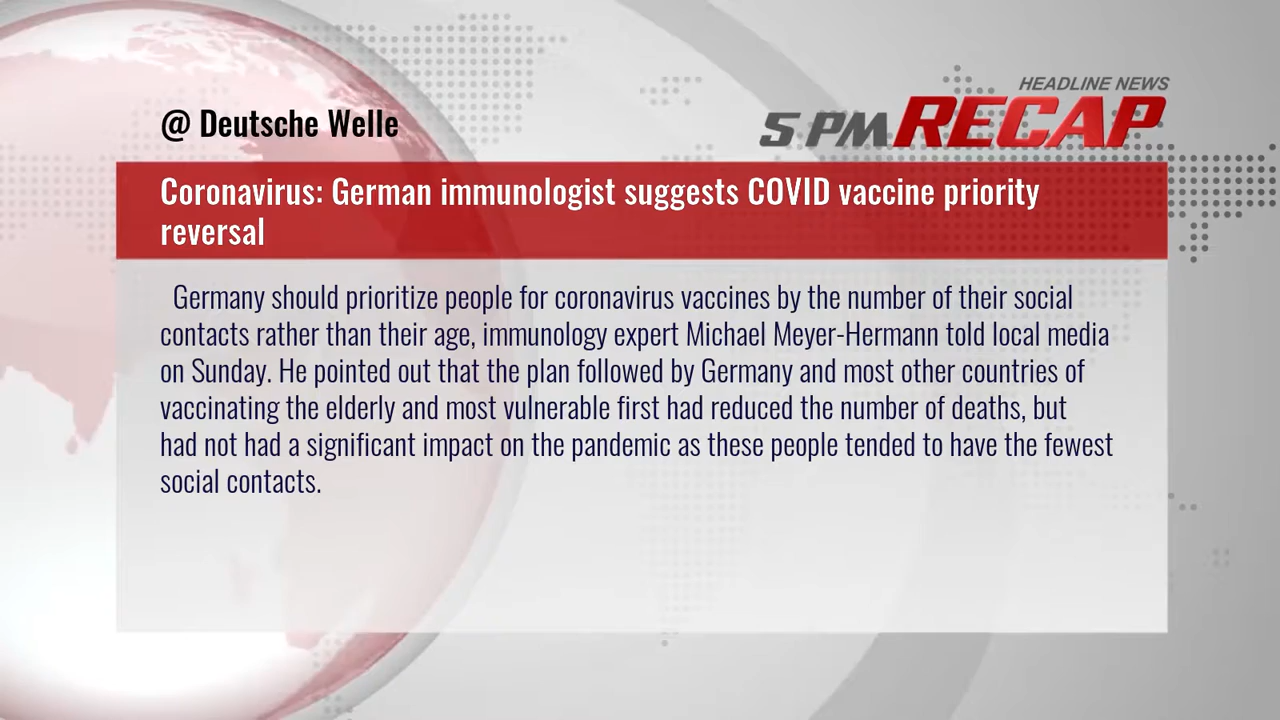 HEADLINE NEWS
@ Deutsche Welle
5 PM RECAP
Coronavirus: German immunologist suggests COVID vaccine priority
reversal
Germany should prioritize people for coronavirus vaccines by the number of their social
contacts rather than their age, immunology expert Michael Meyer-Hermann told local media
on Sunday. He pointed out that the plan followed by Germany and most other countries of
vaccinating the elderly and most vulnerable first had reduced the number of deaths, but
had not had a significant impact on the pandemic as these people tended to have the fewest
social contacts.